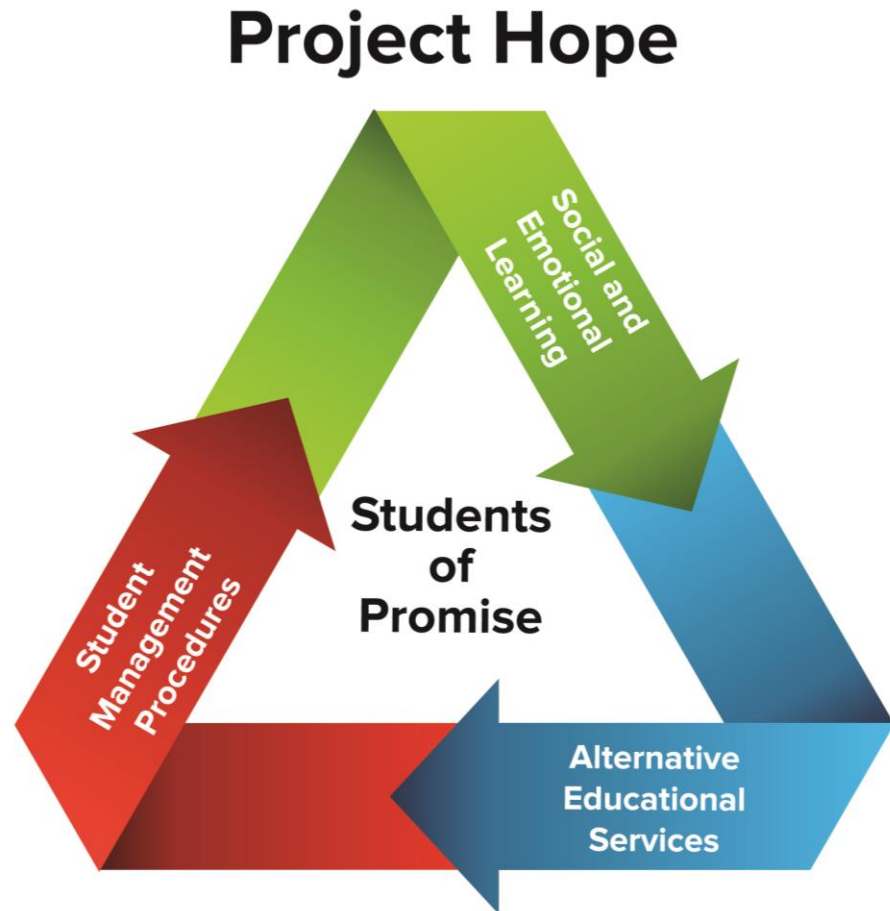 Project Hope
Social and
Emotional
Learning
Students
of
Promise
Student
Management
Procedures
Alternative
Educational
Services